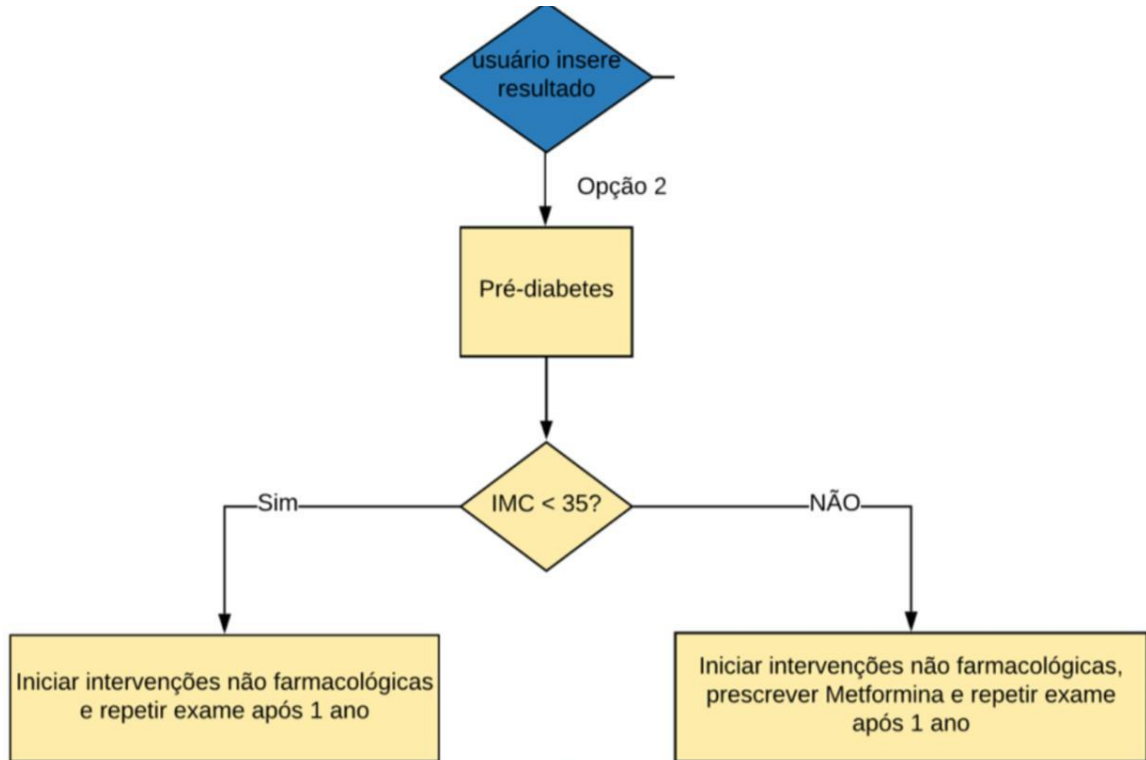 usuário insere
resultado
Opção 2
Pré-diabetes
IMC < 35?
Sim
NÃO
Iniciar intervenções não farmacológicas
e repetir exame após 1 ano
Iniciar intervenções não farmacológicas,
prescrever Metformina e repetir exame
após 1 ano